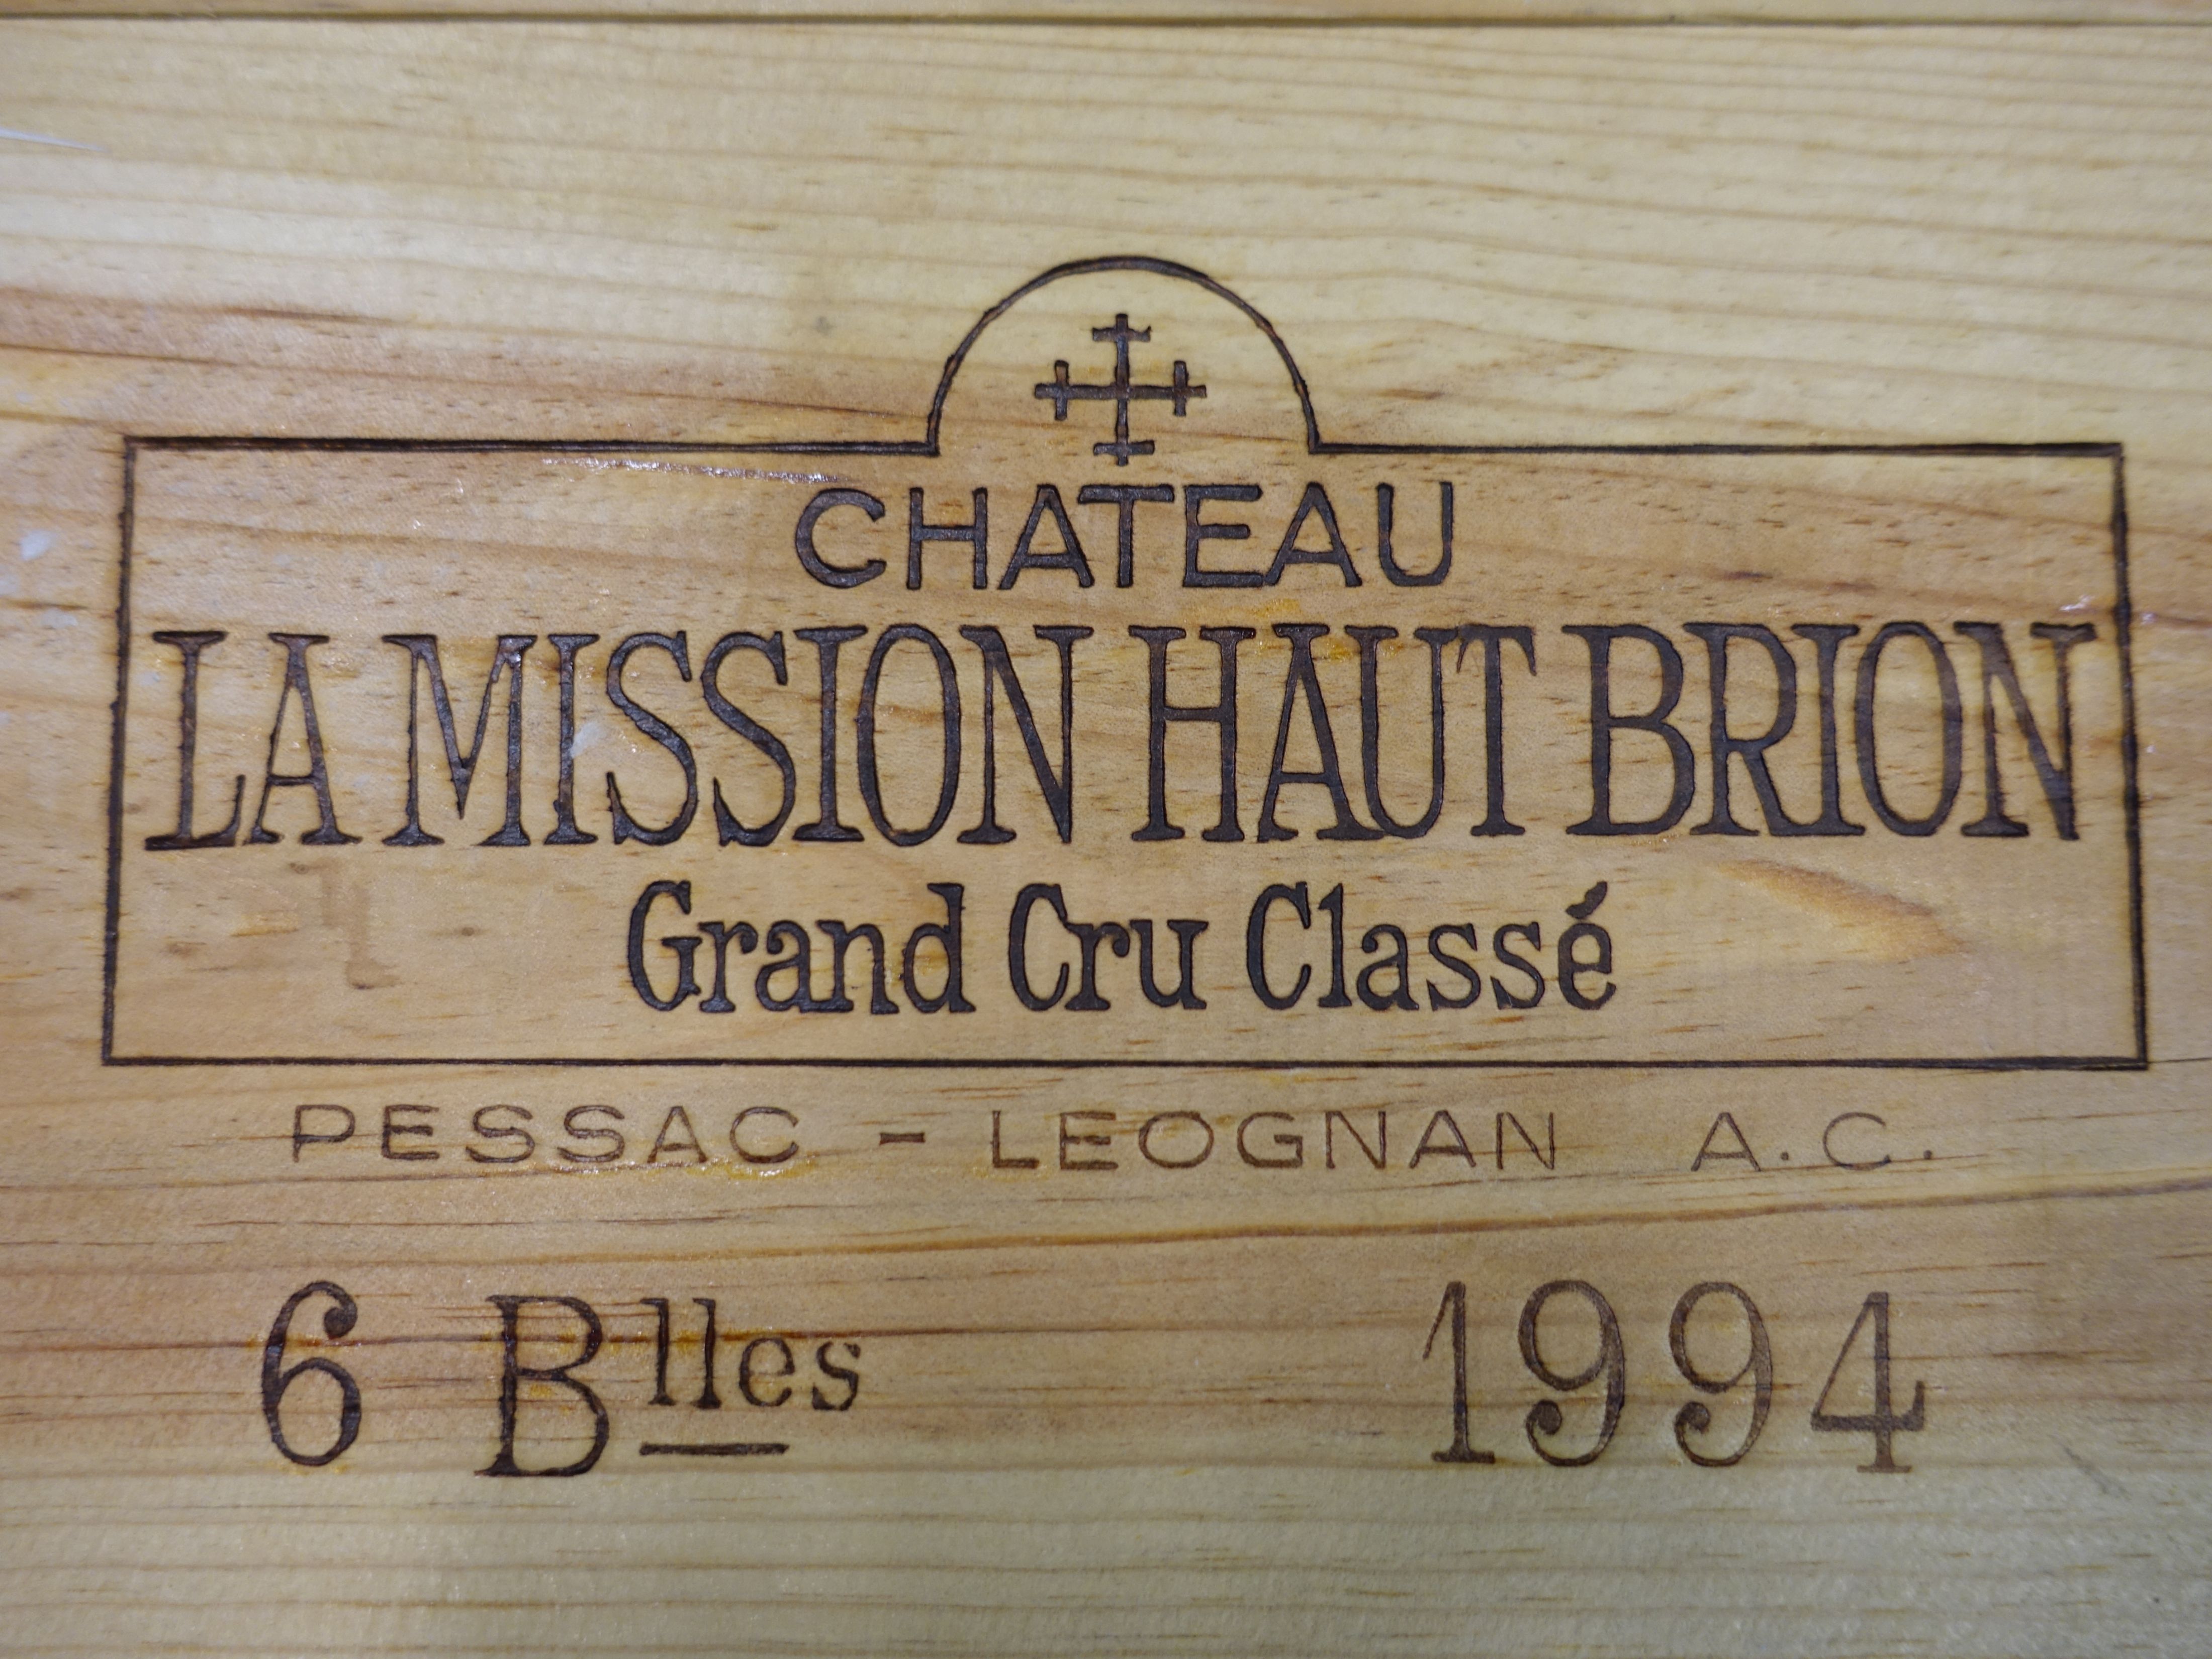 CHATEAU
LA MISSION HAUT BRION
Grand Cru Classé
PESSAC - LEOGNAN A.C.
6 Blles 1994